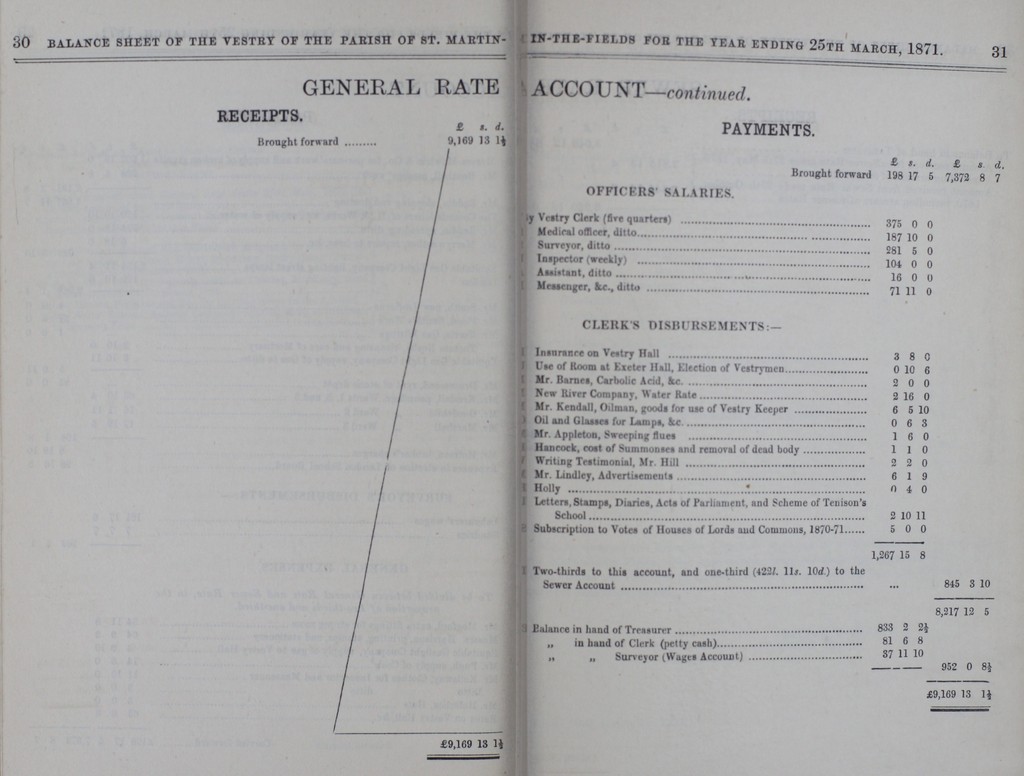 30 BALANCE SHEET OF THE VESTRY OF THE PARISH OF ST. MARTIN-
GENERAL RATE
RECEIPTS.
£ s. d.
Brought forward ......... 9,169 13 1½
£9,169 13 1½
IN-THE-FIELDS FOR THE YEAR ENDING 25TH MARCH, 1871. 31
ACCOUNT—continued.
PAYMENTS.
£ s. d. £ s. d.
Brought forward 198 17 5 7,372 8 7
OFFICERS' SALARIES.
y Vestry Clerk (five quarters) ........ 375 0 0
Medical officer, ditto........ 187 10 0
Surveyor, ditto ........ 281 5 0
Inspector (weekly) ........ 104 0 0
Assistant, ditto ........ 16 0 0
Messenger, &c., ditto ........ 71 11 0
CLERK'S DISBURSEMENTS:—
Insurance on Vestry Hall ........ 3 8 0
Use of Room at Exeter Hall, Election of Vestrymen........ 0 10 6
Mr. Barnes, Carbolic Acid, &c. ........ 2 0 0
New River Company, Water Rate ........ 2 16 0
Mr. Kendall, Oilman, goods for use of Vestry Keeper ........ 6 5 10
Oil and Glasses for Lamps, &c. ........ 0 6 3
Mr. Appleton, Sweeping flues ........ 1 6 0
Hancock, cost of Summonses and removal of dead body ........ 1 1 0
Writing Testimonial, Mr. Hill ........ 2 2 0
Mr. Lindley, Advertisements ........ 6 1 9
Holly ........ 0 4 0
Letters, Stamps, Diaries, Acts of Parliament, and Scheme of Tenison's
School ........ 2 10 11
Subscription to Votes of Houses of Lords and Commons, 1870-71...... 5 0 0
1,267 15 8
Two-thirds to this account, and one-third (422l. 11s. 10d.) to the
Sewer Account ........ ... 845 3 10
8,217 12 5
Balance in hand of Treasurer ........ 833 2 2½
„ in hand of Clerk (petty cash)........ 81 6 8
„ „ Surveyor (Wages Account) ........ 37 11 10
952 0 8½
£9,169 13 1½